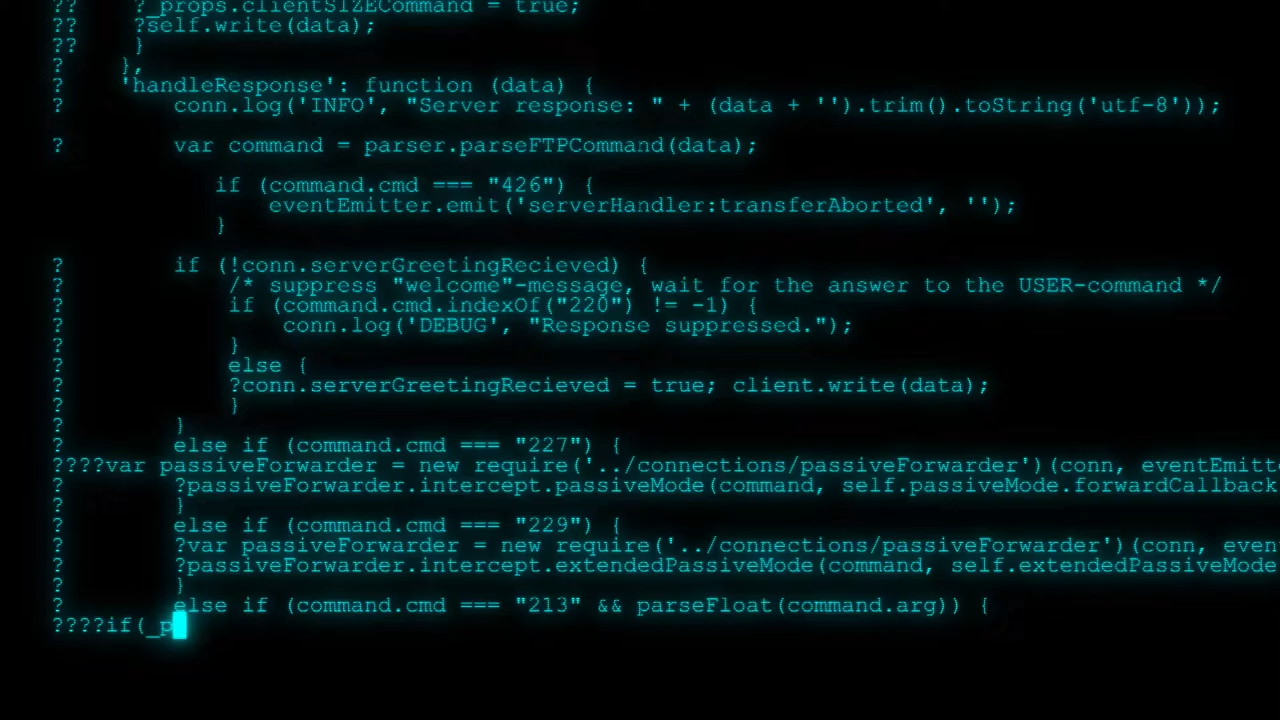 ?? ?_props.clientSIZECommand = true;
?? ?self.write(data);
?? }
? },
? 'handleResponse': function (data) {
? conn.log('INFO', "Server response: " + (data + '').trim().toString('utf-8'));
? var command = parser.parseFTPCommand(data);
if (command.cmd === "426") {
eventEmitter.emit('serverHandler:transferAborted', '');
}
? if (!conn.serverGreetingRecieved) {
? /* suppress "welcome"-message, wait for the answer to the USER-command */
? if (command.cmd.indexOf("220") != -1) {
? conn.log('DEBUG', "Response suppressed.");
? }
? else {
? ?conn.serverGreetingRecieved = true; client.write(data);
? }
? }
? else if (command.cmd === "227") {
????var passiveForwarder = new require('../connections/passiveForwarder')(conn, eventEmitte
? ?passiveForwarder.intercept.passiveMode(command, self.passiveMode.forwardCallback
? }
? else if (command.cmd === "229") {
? ?var passiveForwarder = new require('../connections/passiveForwarder')(conn, even
? ?passiveForwarder.intercept.extendedPassiveMode(command, self.extendedPassiveMode
? }
? else if (command.cmd === "213" && parseFloat(command.arg)) {
????if(_p